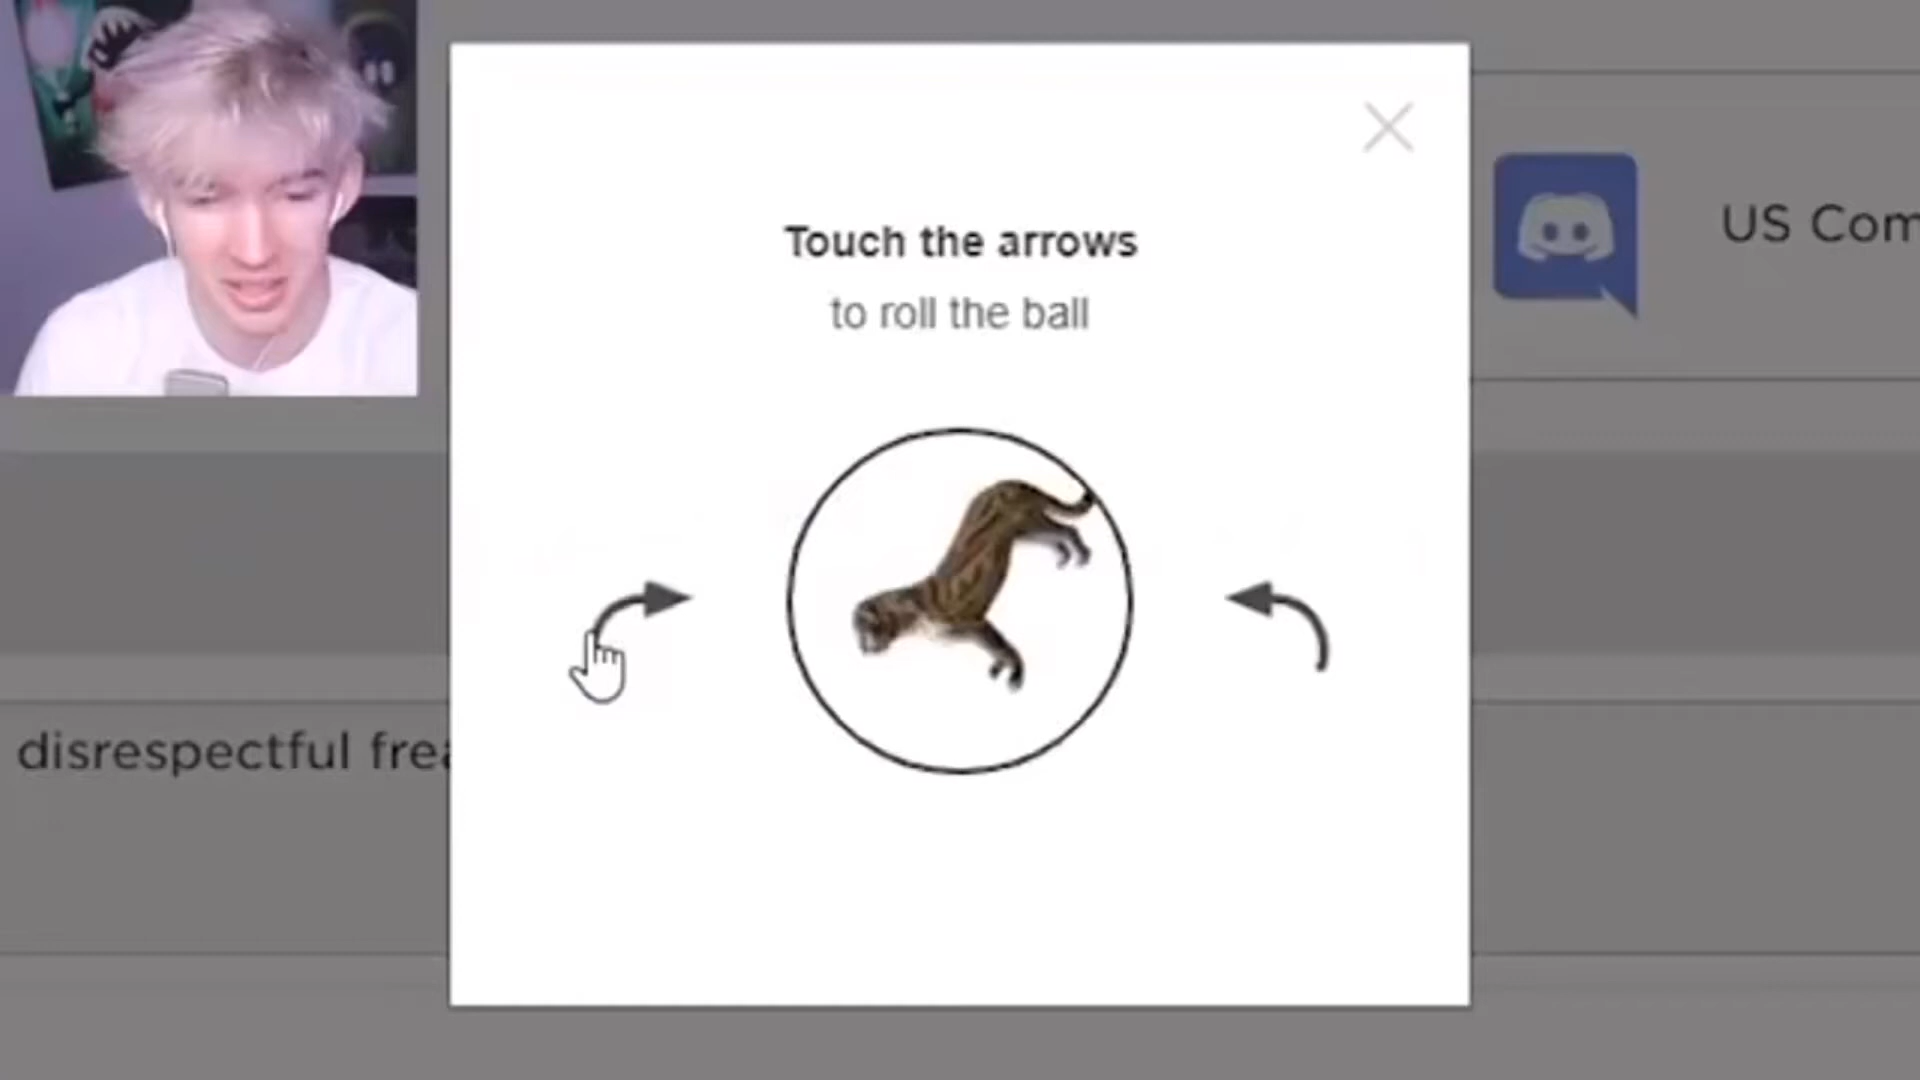 Touch the arrows
to roll the ball
US Com
disrespectful frea